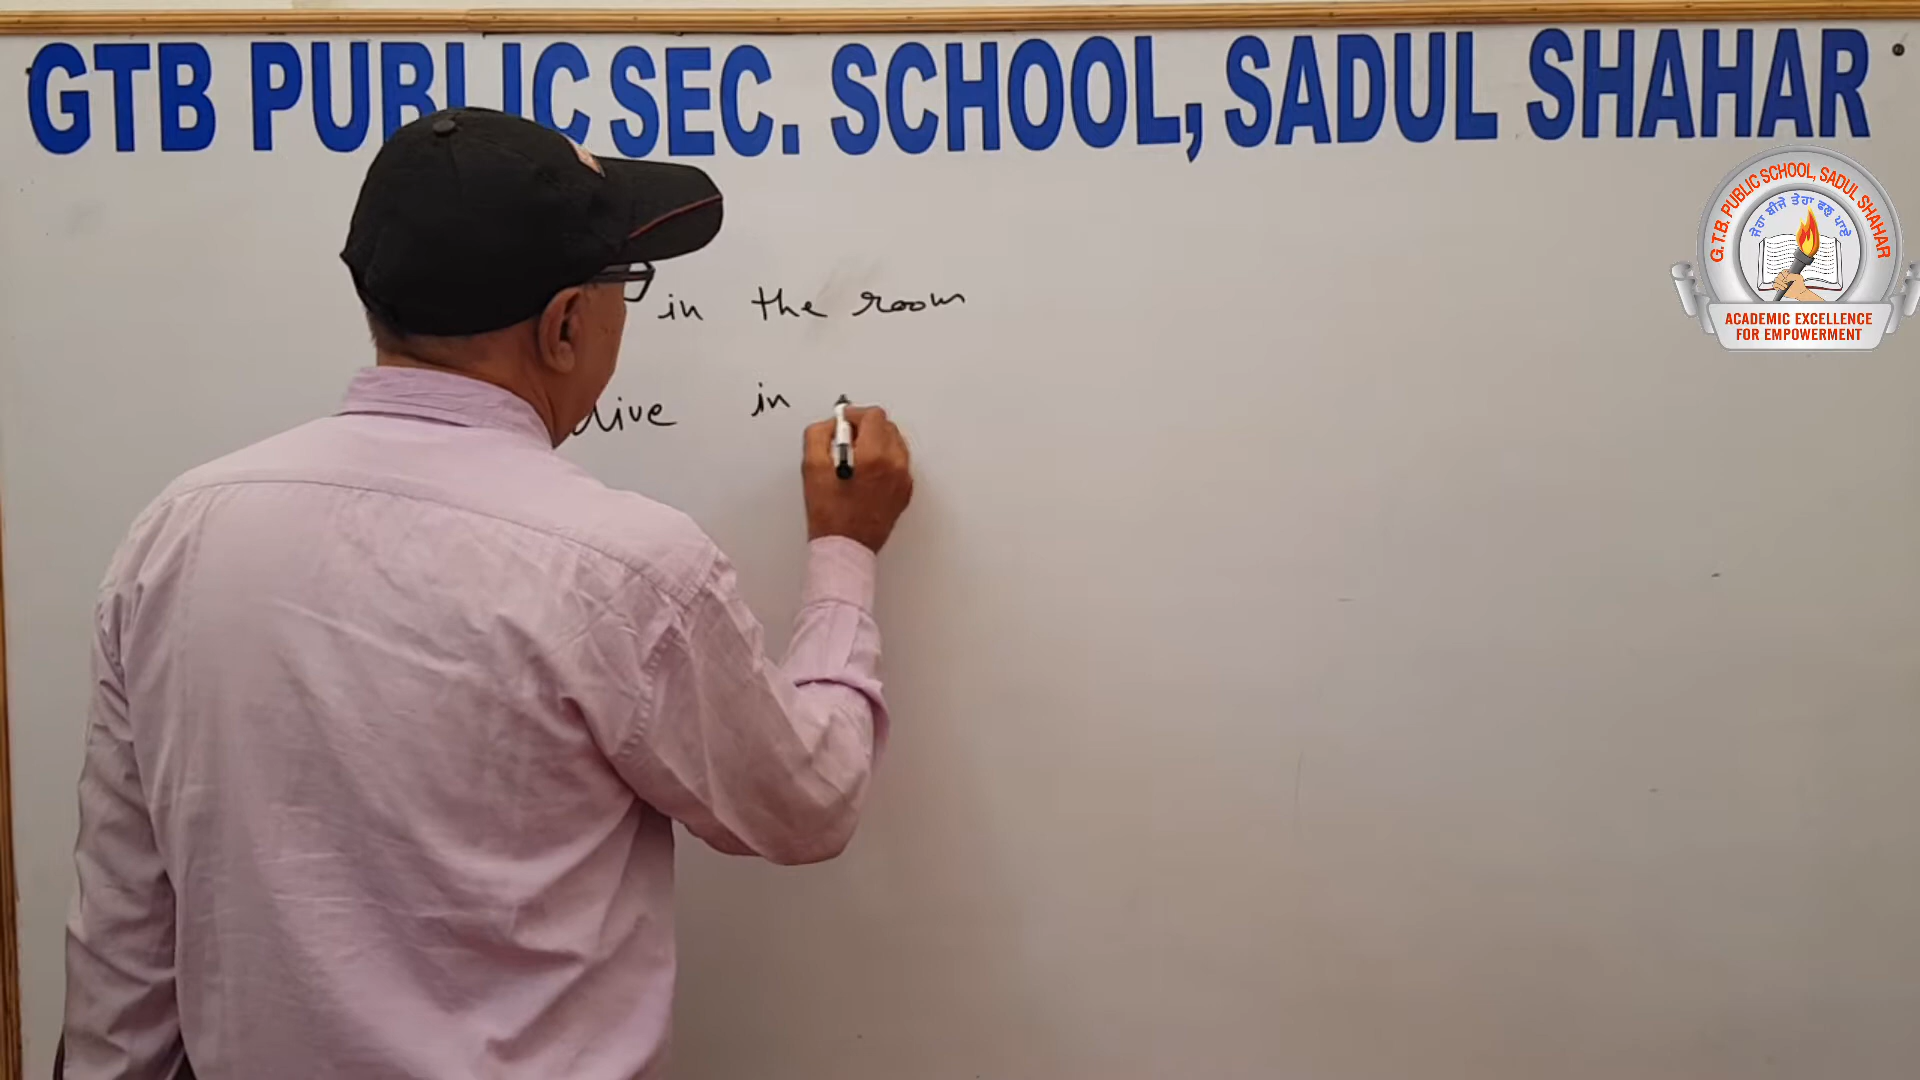 GTB PUBLIC SEC. SCHOOL, SADUL SHAHAR
in the room
live in
G.T.B. PUBLIC SCHOOL, SADUL SHAHAR
ਜੇਹਾ ਬੀਜੇ ਤੇਹਾ ਫਲੁ ਪਾਏ
ACADEMIC EXCELLENCE
FOR EMPOWERMENT